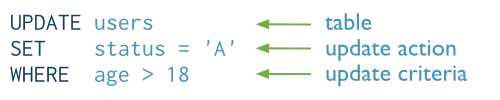 UPDATE users table
SET status = 'A' update action
WHERE age > 18 update criteria